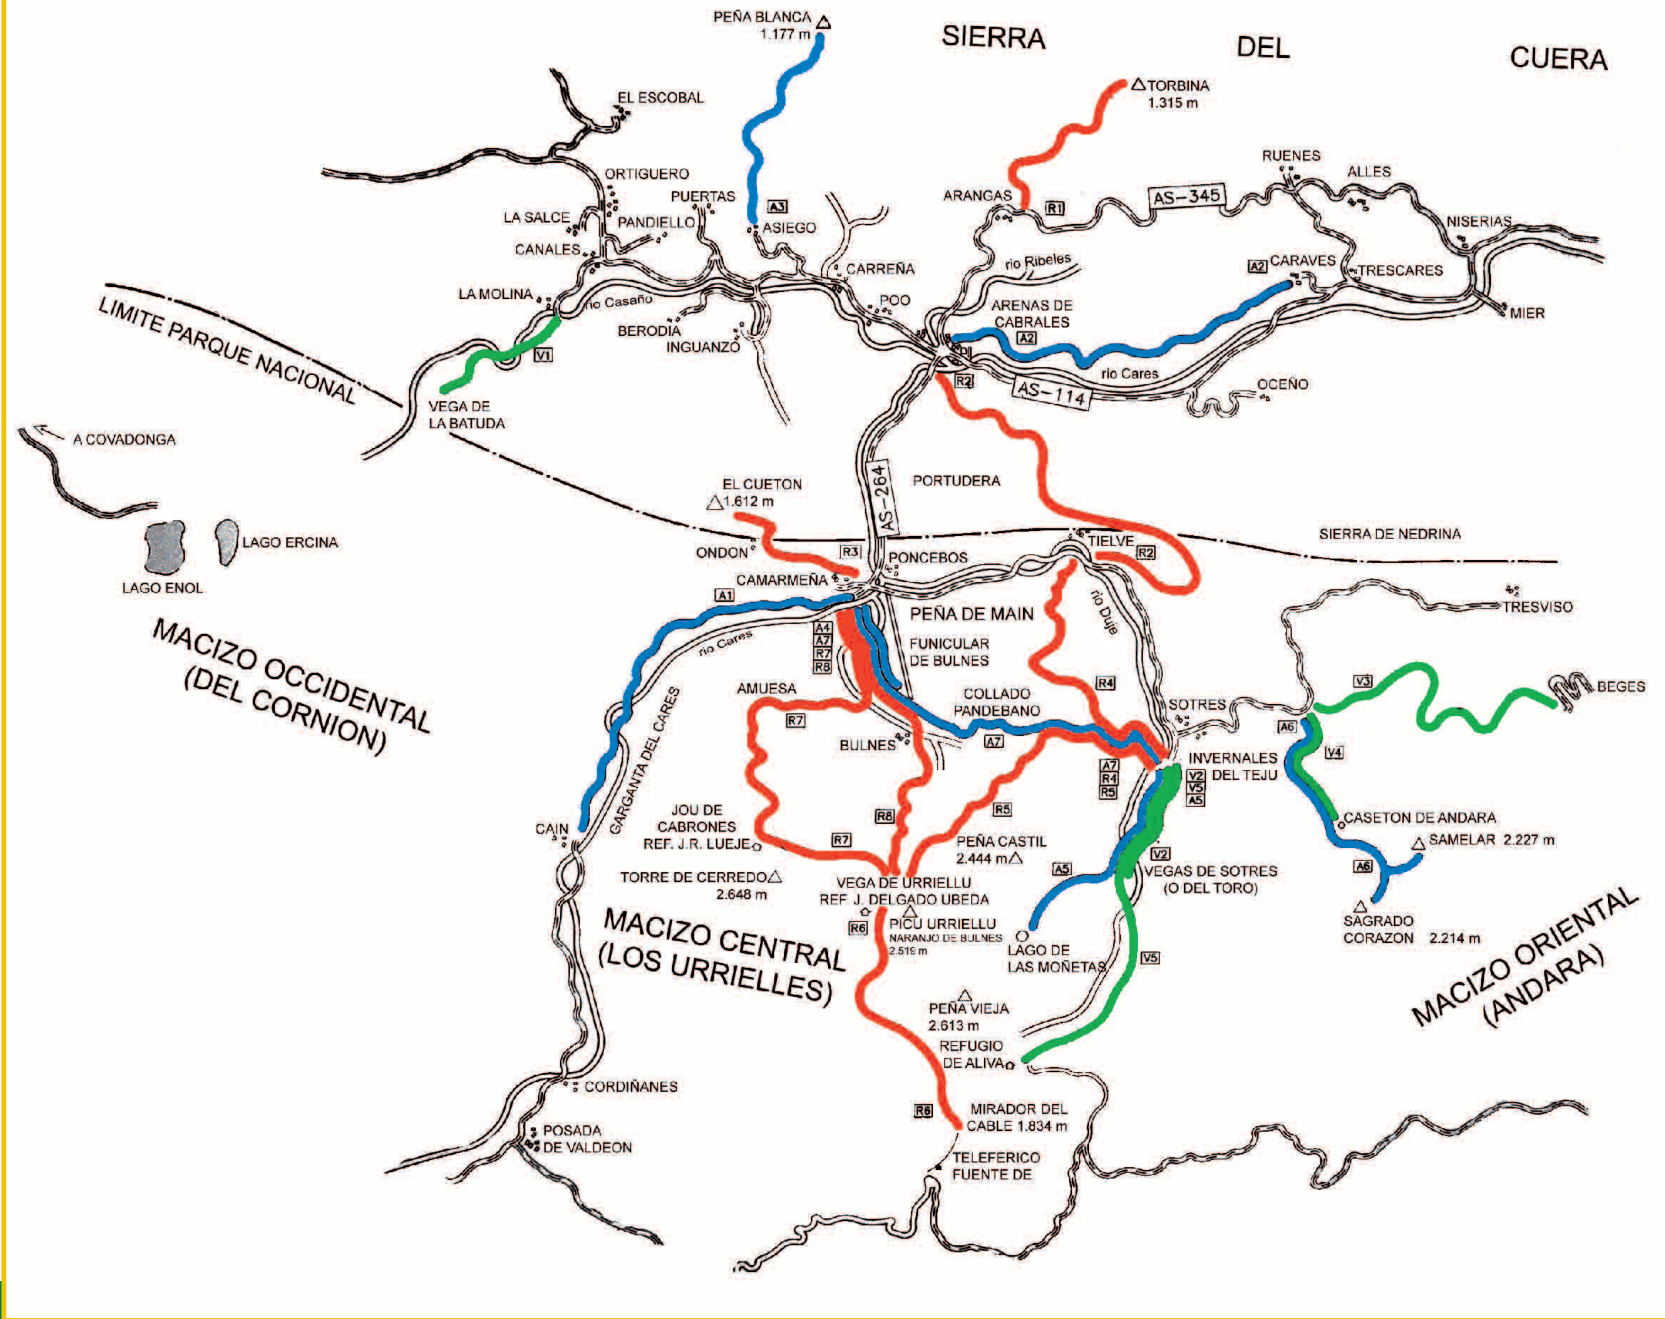 PEÑA BLANCA
1.177 m
SIERRA DEL CUERA
TORBINA
1.315 m
EL ESCOBAL
ORTIGUERO
PUERTAS
LA SALCE
PANDIELLO
CANALES
A3
ASIEGO
ARANGAS
R1
AS-345
RUENES
ALLES
NISERIAS
LA MOLINA
rio Casaño
CARREÑA
rio Ribeles
A2
CARAVES
TRESCARES
MIER
BERODIA
INGUANZO
POO
ARENAS DE
CABRALES
A2
V1
LIMITE PARQUE NACIONAL
R2
rio Cares
AS-114
OCEÑO
VEGA DE
LA BATUDA
A COVADONGA
AS-264
PORTUDERA
EL CUETON
1.612 m
LAGO ERCINA
LAGO ENOL
ONDON
R3
PONCEBOS
CAMARMEÑA
TIELVE
R2
SIERRA DE NEDRINA
TRESVISO
A1
rio Cares
PEÑA DE MAIN
rio Duje
A4
A7
R7
R8
FUNICULAR
DE BULNES
MACIZO OCCIDENTAL
(DEL CORNION)
GARGANTA DEL CARES
AMUESA
R7
COLLADO
PANDEBANO
R4
SOTRES
V3
BEGES
BULNES
A7
A6
V4
INVERNALES
DEL TEJU
A7
R4
R5
V2
V5
A5
CAIN
JOU DE
CABRONES
REF. J.R. LUEJE
R7
R8
R5
PEÑA CASTIL
2.444 m
V2
A5
VEGAS DE SOTRES
(O DEL TORO)
CASETON DE ANDARA
SAMELAR 2.227 m
A6
TORRE DE CERREDO
2.648 m
VEGA DE URRIELLU
REF. J. DELGADO UBEDA
R6
PICU URRIELLU
NARANJO DE BULNES
2.519 m
SAGRADO
CORAZON 2.214 m
MACIZO CENTRAL
(LOS URRIELLES)
LAGO DE
LAS MOÑETAS
V5
MACIZO ORIENTAL
(ANDARA)
PEÑA VIEJA
2.613 m
REFUGIO
DE ALIVA
CORDIÑANES
R6
MIRADOR DEL
CABLE 1.834 m
POSADA
DE VALDEON
TELEFERICO
FUENTE DE